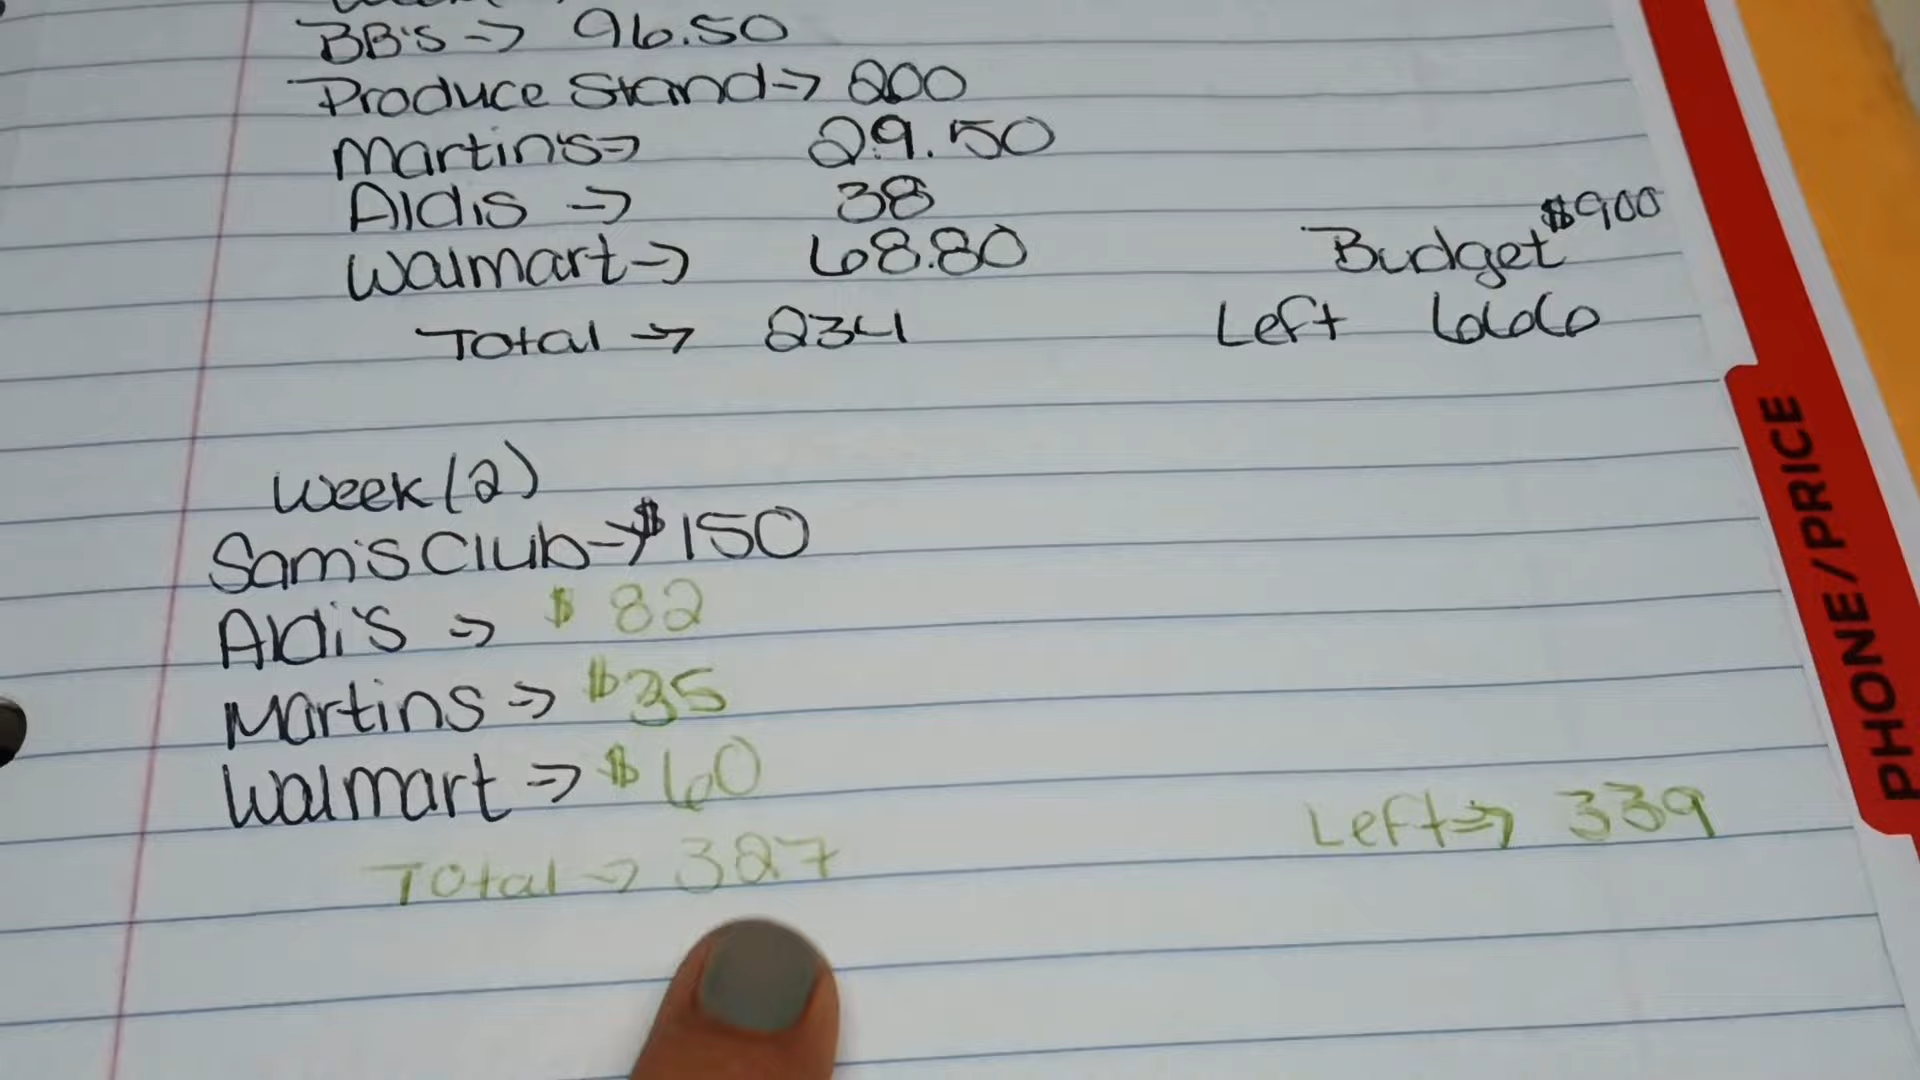 BB's → 96.50
Produce Stand → 200
Martin's → 29.50
Aldis → 38
Walmart → 68.80
Total → 234
Budget $900
Left 666
Week (2)
Sam's Club → $150
Aldi's → $82
Martins → $35
Walmart → $60
Total → 327
Left → 339
PHONE/PRICE